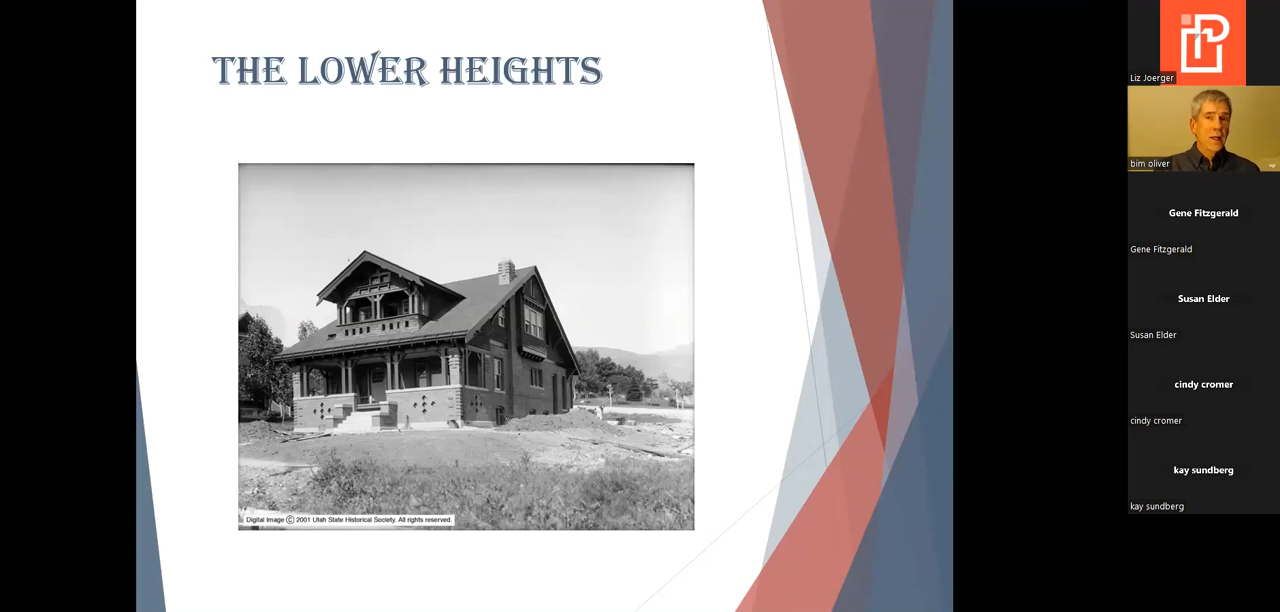 THE LOWER HEIGHTS
Digital Image © 2001 Utah State Historical Society. All rights reserved.
Liz Joerger
bim oliver
Gene Fitzgerald
Gene Fitzgerald
Susan Elder
Susan Elder
cindy cromer
cindy cromer
kay sundberg
kay sundberg